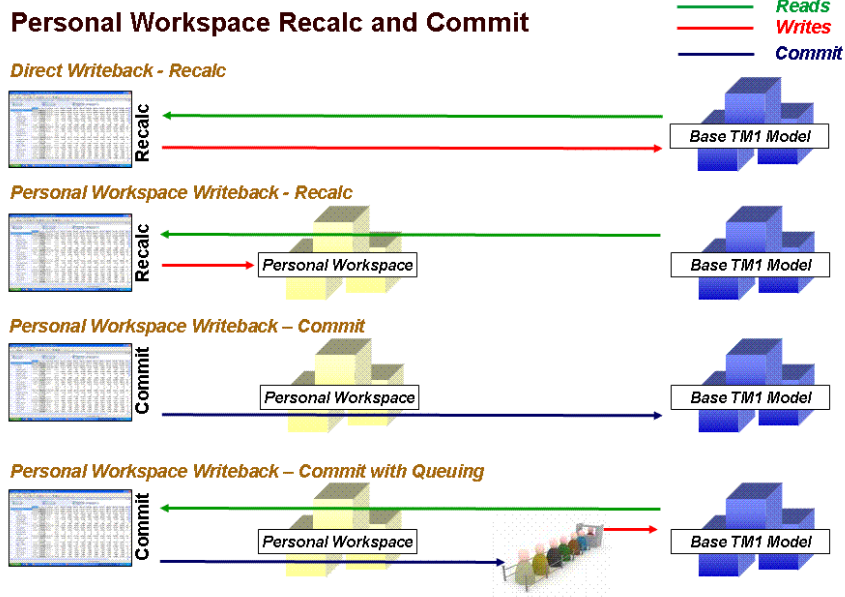 Personal Workspace Recalc and Commit
Reads
Writes
Commit
Direct Writeback - Recalc
Recalc
Base TM1 Model
Personal Workspace Writeback - Recalc
Recalc
Personal Workspace
Base TM1 Model
Personal Workspace Writeback – Commit
Commit
Personal Workspace
Base TM1 Model
Personal Workspace Writeback – Commit with Queuing
Commit
Personal Workspace
Base TM1 Model